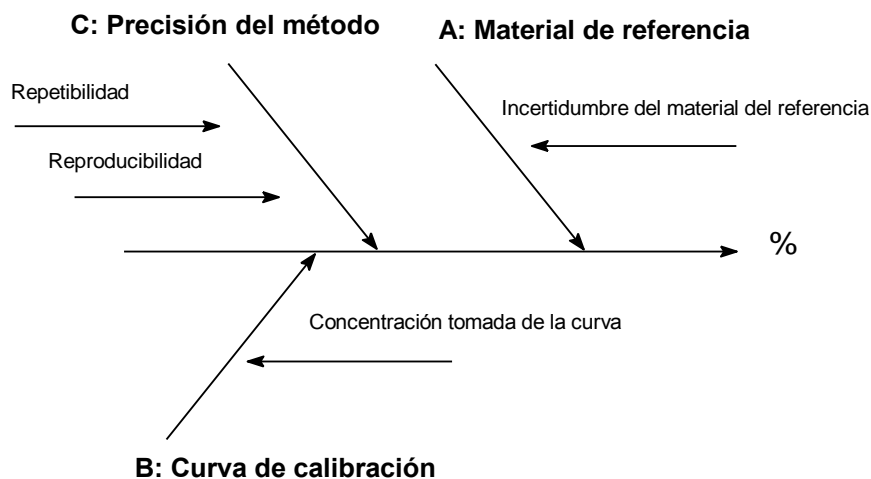 C: Precisión del método
A: Material de referencia
Repetibilidad
Incertidumbre del material del referencia
Reproducibilidad
%
Concentración tomada de la curva
B: Curva de calibración